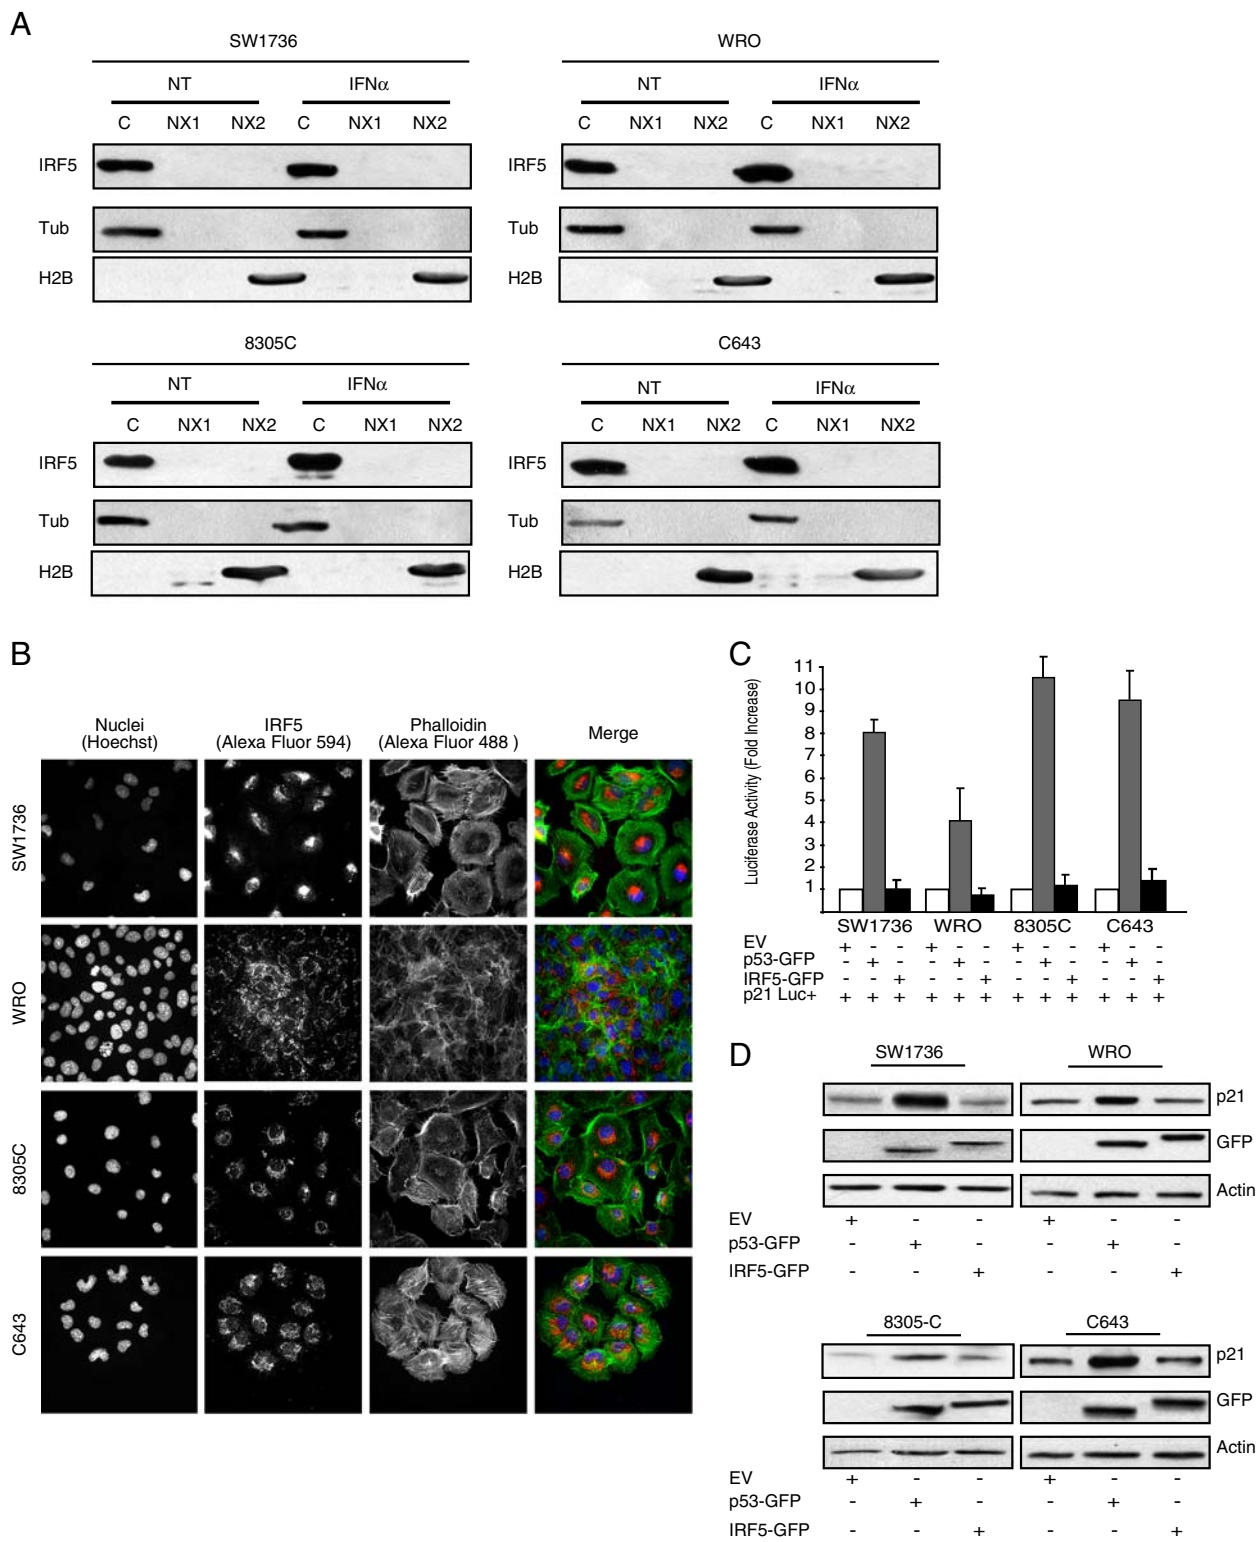 A
SW1736
NT IFNα
C NX1 NX2 C NX1 NX2
IRF5
Tub
H2B
WRO
NT IFNα
C NX1 NX2 C NX1 NX2
IRF5
Tub
H2B
8305C
NT IFNα
C NX1 NX2 C NX1 NX2
IRF5
Tub
H2B
C643
NT IFNα
C NX1 NX2 C NX1 NX2
IRF5
Tub
H2B
B
Nuclei
(Hoechst)
IRF5
(Alexa Fluor 594)
Phalloidin
(Alexa Fluor 488 )
Merge
SW1736
WRO
8305C
C643
C
Luciferase Activity (Fold Increase)
11
10
9
8
7
6
5
4
3
2
1
SW1736 WRO 8305C C643
EV + - - + - - + - - + - -
p53-GFP - + - - + - - + - - + -
IRF5-GFP - - + - - + - - + - - +
p21 Luc+ + + + + + + + + + + + +
D
SW1736 WRO
p21
GFP
Actin
EV + - - + - -
p53-GFP - + - - + -
IRF5-GFP - - + - - +
8305-C C643
p21
GFP
Actin
EV + - - + - -
p53-GFP - + - - + -
IRF5-GFP - - + - - +